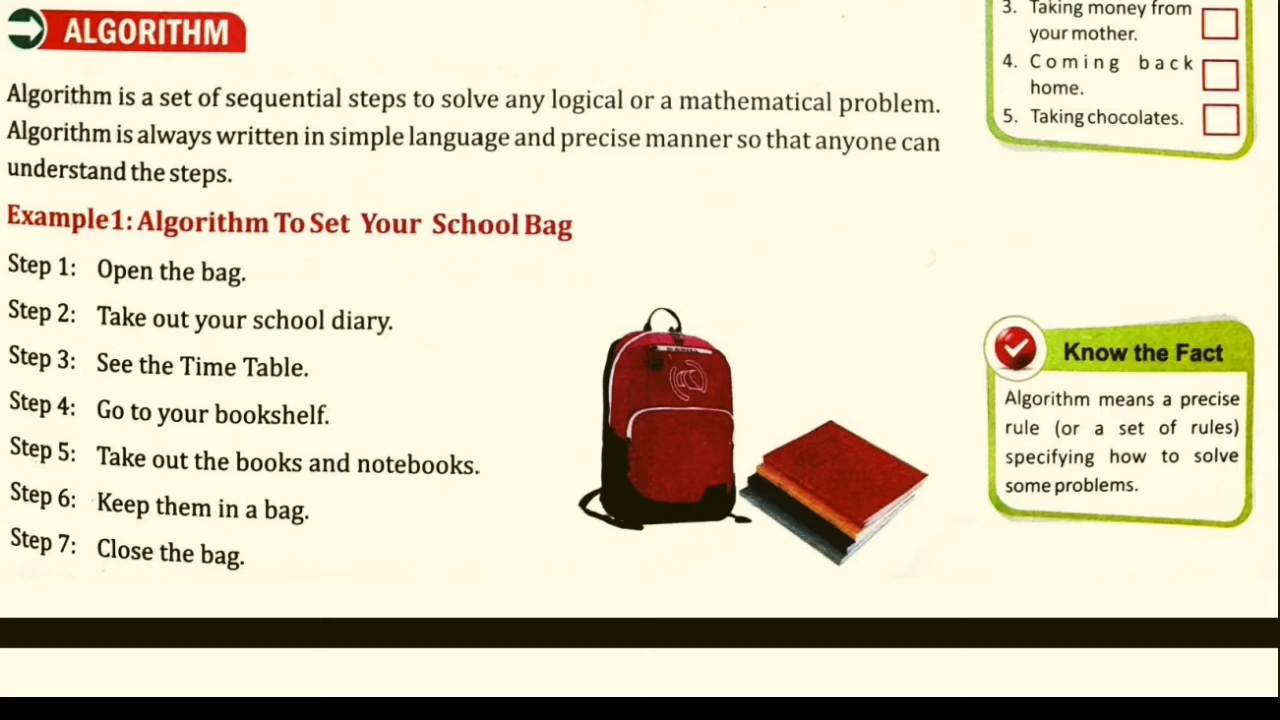 ALGORITHM
Algorithm is a set of sequential steps to solve any logical or a mathematical problem.
Algorithm is always written in simple language and precise manner so that anyone can
understand the steps.
Example1: Algorithm To Set Your School Bag
Step 1: Open the bag.
Step 2: Take out your school diary.
Step 3: See the Time Table.
Step 4: Go to your bookshelf.
Step 5: Take out the books and notebooks.
Step 6: Keep them in a bag.
Step 7: Close the bag.
3. Taking money from
your mother.
4. Coming back
home.
5. Taking chocolates.
Know the Fact
Algorithm means a precise
rule (or a set of rules)
specifying how to solve
some problems.